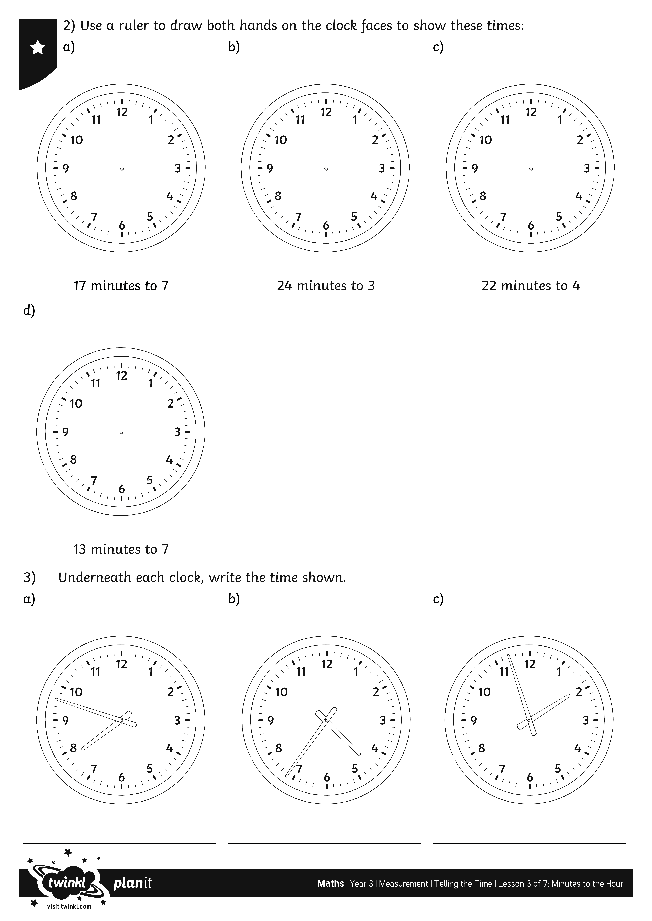 2) Use a ruler to draw both hands on the clock faces to show these times:
a) b) c)
12 1 2 3 4 5 6 7 8 9 10 11
12 1 2 3 4 5 6 7 8 9 10 11
12 1 2 3 4 5 6 7 8 9 10 11
17 minutes to 7
24 minutes to 3
22 minutes to 4
d)
12 1 2 3 4 5 6 7 8 9 10 11
13 minutes to 7
3) Underneath each clock, write the time shown.
a) b) c)
12 1 2 3 4 5 6 7 8 9 10 11
12 1 2 3 4 5 6 7 8 9 10 11
12 1 2 3 4 5 6 7 8 9 10 11
twinkl planit
visit twinkl.com
Maths | Year 3 | Measurement | Telling the Time | Lesson 3 of 7: Minutes to the Hour